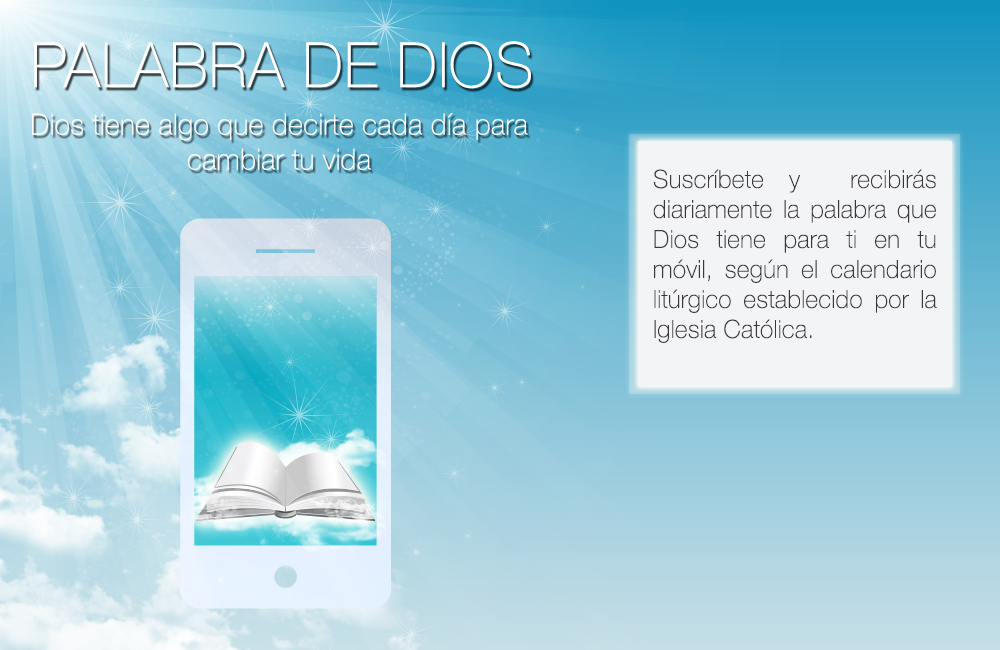 PALABRA DE DIOS
Dios tiene algo que decirte cada día para
cambiar tu vida
Suscríbete y recibirás
diariamente la palabra que
Dios tiene para ti en tu
móvil, según el calendario
litúrgico establecido por la
Iglesia Católica.